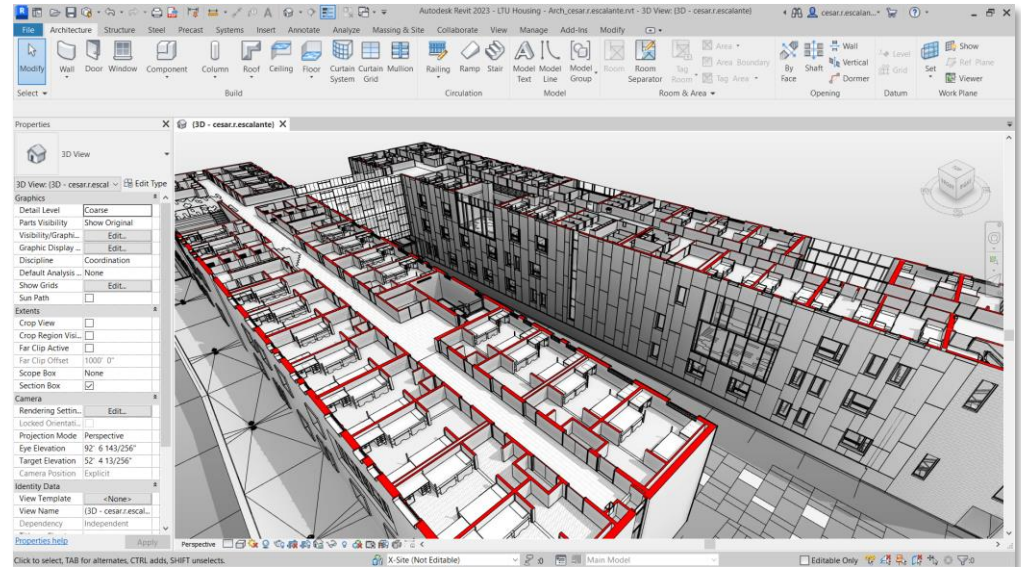 Autodesk Revit 2023 - LTU Housing - Arch_cesar.r.escalante.rvt - 3D View: {3D - cesar.r.escalante}
cesar.r.escalan...
File Architecture Structure Steel Precast Systems Insert Annotate Analyze Massing & Site Collaborate View Manage Add-Ins Modify
Modify Wall Door Window Component Column Roof Ceiling Floor Curtain System Curtain Grid Mullion Railing Ramp Stair Model Text Model Line Model Group Room Room Separator Tag Room Area Area Boundary Tag Area By Face Shaft Wall Vertical Dormer Level Grid Set Show Ref Plane Viewer
Select Build Circulation Model Room & Area Opening Datum Work Plane
Properties
{3D - cesar.r.escalante}
3D View
3D View: {3D - cesar.r.escal Edit Type
Graphics
Detail Level Coarse
Parts Visibility Show Original
Visibility/Graphi... Edit...
Graphic Display ... Edit...
Discipline Coordination
Default Analysis ... None
Show Grids Edit...
Sun Path
Extents
Crop View
Crop Region Visi...
Far Clip Active
Far Clip Offset 1000' 0"
Scope Box None
Section Box
Camera
Rendering Settin... Edit...
Locked Orientati...
Projection Mode Perspective
Eye Elevation 92' 6 143/256"
Target Elevation 52' 4 13/256"
Camera Position Explicit
Identity Data
View Template <None>
View Name {3D - cesar.r.escal...
Dependency Independent
Properties help Apply
Perspective
Click to select, TAB for alternates, CTRL adds, SHIFT unselects.
X-Site (Not Editable)
:0
Main Model
Editable Only
:0